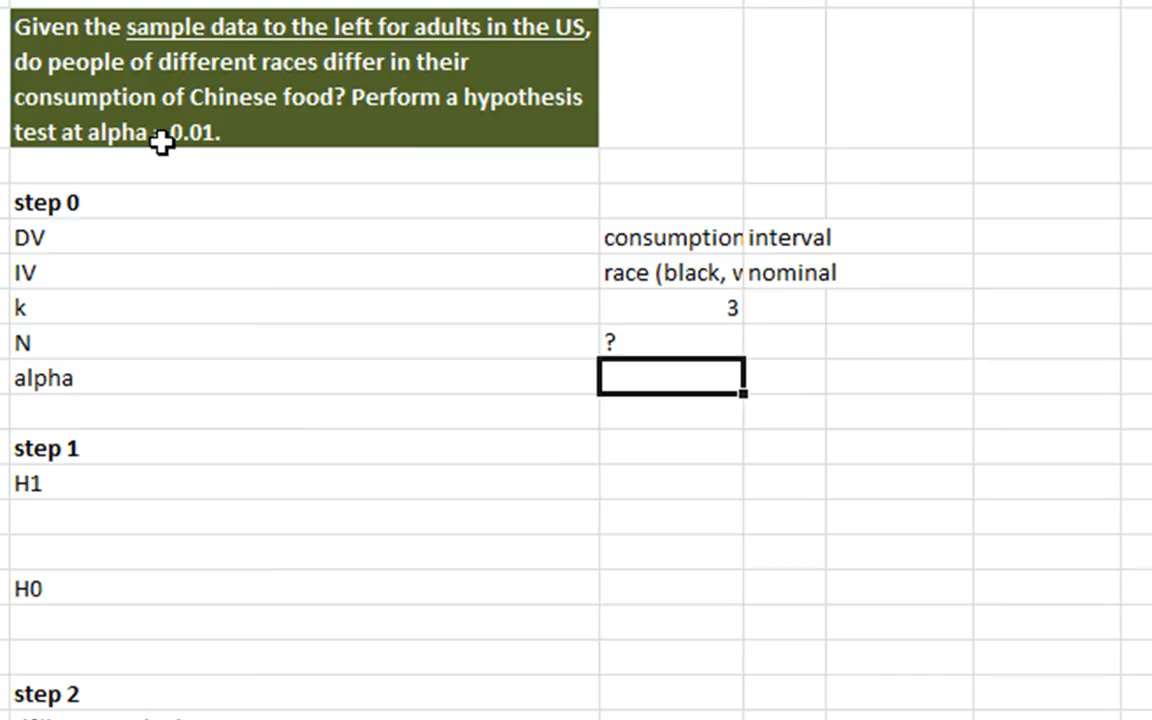 Given the sample data to the left for adults in the US,
do people of different races differ in their
consumption of Chinese food? Perform a hypothesis
test at alpha 0.01.
step 0
DV consumption interval
IV race (black, w nominal
k 3
N ?
alpha
step 1
H1
H0
step 2